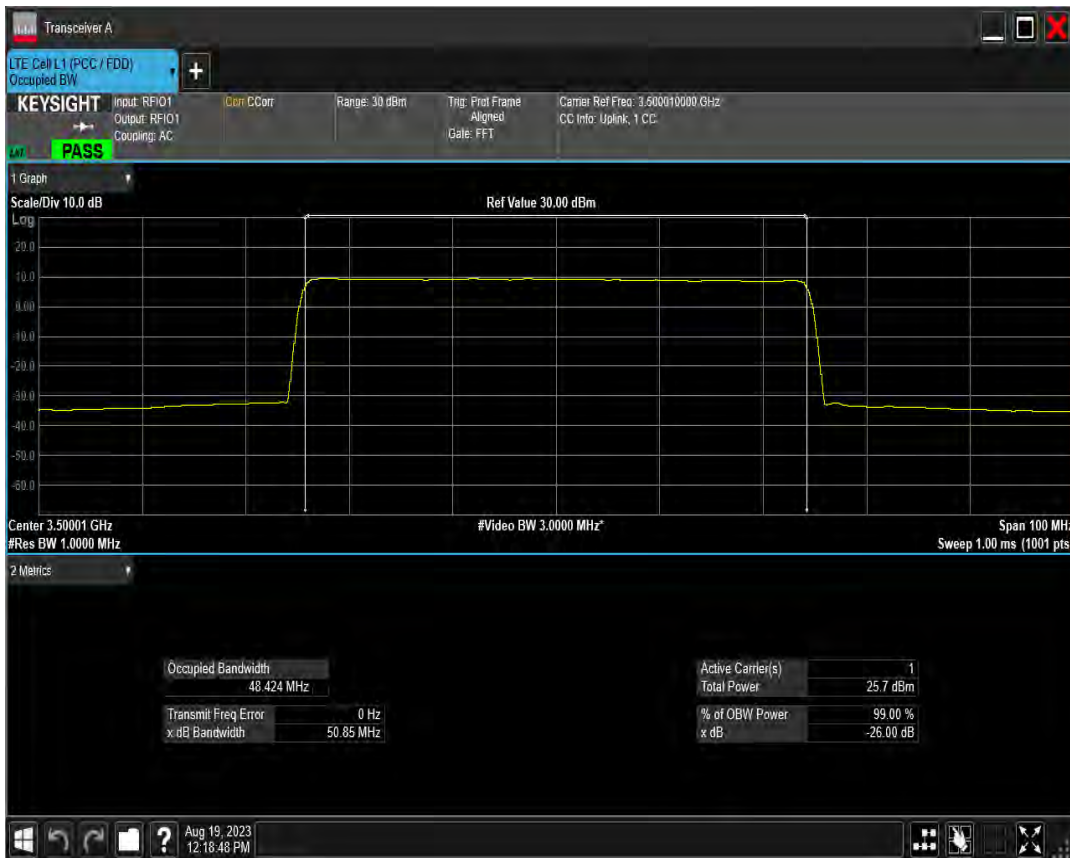 Transceiver A
LTE Cell L1 (PCC / FDD)
Occupied BW
+
KEYSIGHT
Input: RFIO1
Output: RFIO1
Coupling: AC
Corr CCorr
Range: 30 dBm
Trig: Prot Frame
Aligned
Gate: FFT
Carrier Ref Freq: 3.500010000 GHz
CC Info: Uplink, 1 CC
PASS
1 Graph
Scale/Div 10.0 dB
Ref Value 30.00 dBm
Log
20.0
10.0
0.00
-10.0
-20.0
-30.0
-40.0
-50.0
-60.0
Center 3.50001 GHz
#Video BW 3.0000 MHz*
Span 100 MHz
#Res BW 1.0000 MHz
Sweep 1.00 ms (1001 pts
2 Metrics
Occupied Bandwidth
48.424 MHz
Transmit Freq Error 0 Hz
x dB Bandwidth 50.85 MHz
Active Carrier(s) 1
Total Power 25.7 dBm
% of OBW Power 99.00 %
x dB -26.00 dB
?
Aug 19, 2023
12:18:48 PM